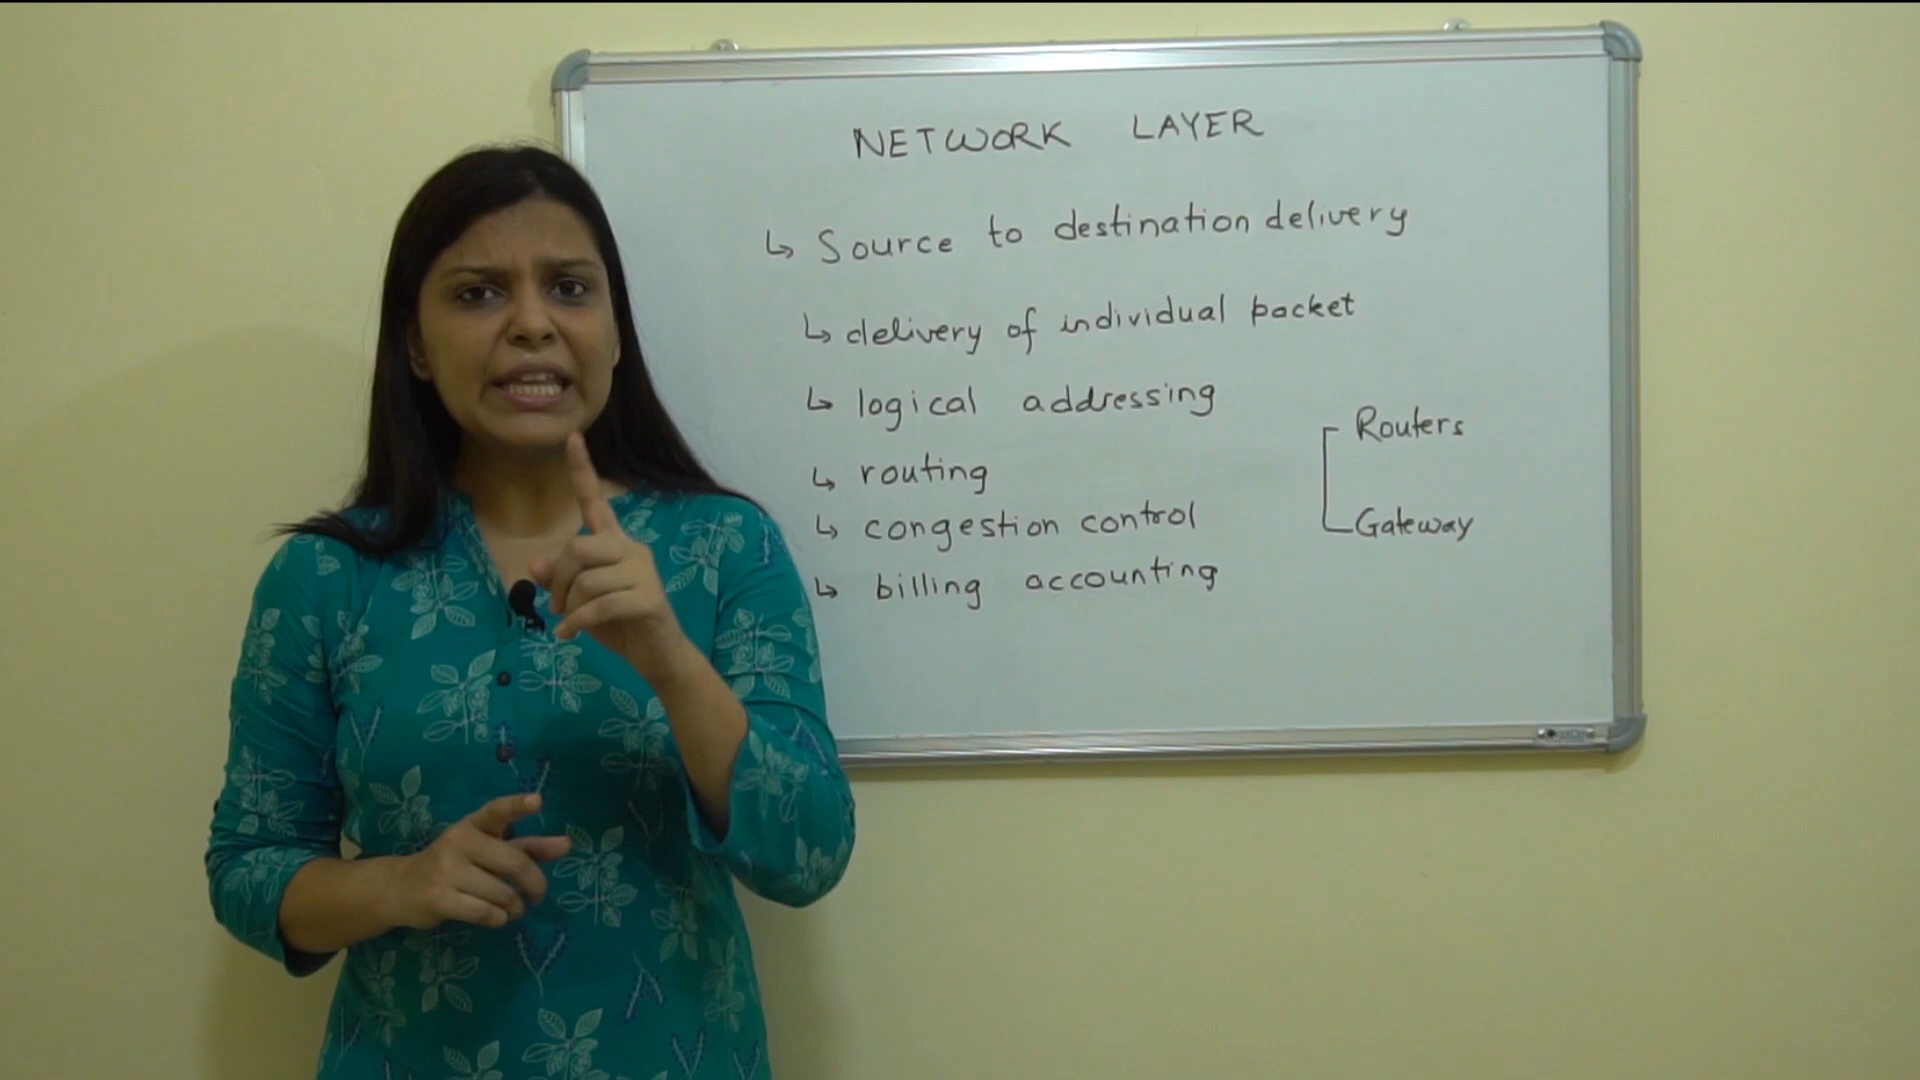 NETWORK LAYER
↳ Source to destination delivery
↳ delivery of individual packet
↳ logical addressing
↳ routing
↳ congestion control
↳ billing accounting
Routers
Gateway